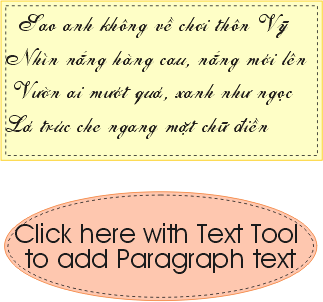 Sao anh không về chơi thôn Vỹ
Nhìn nắng hàng cau, nắng mới lên
Vườn ai mướt quá, xanh như ngọc
Lá trúc che ngang mặt chữ điền
Click here with Text Tool
to add Paragraph text